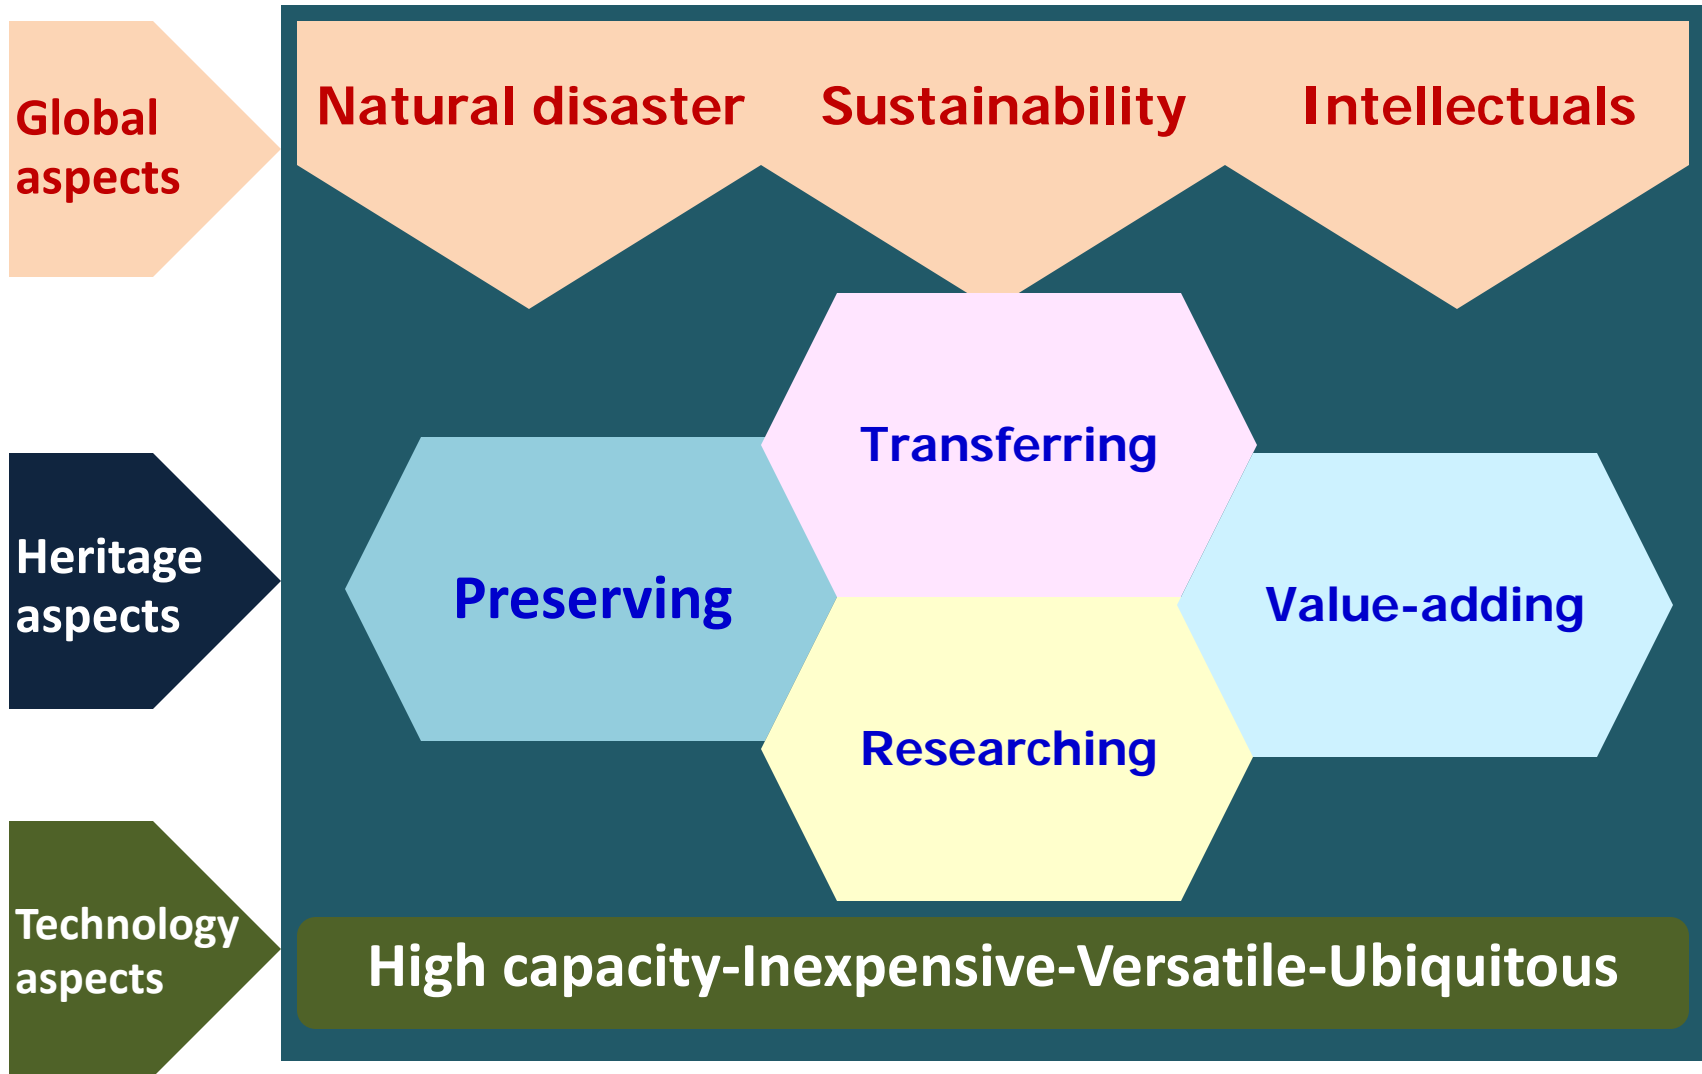 Global
aspects
Natural disaster
Sustainability
Intellectuals
Heritage
aspects
Preserving
Transferring
Researching
Value-adding
Technology
aspects
High capacity-Inexpensive-Versatile-Ubiquitous